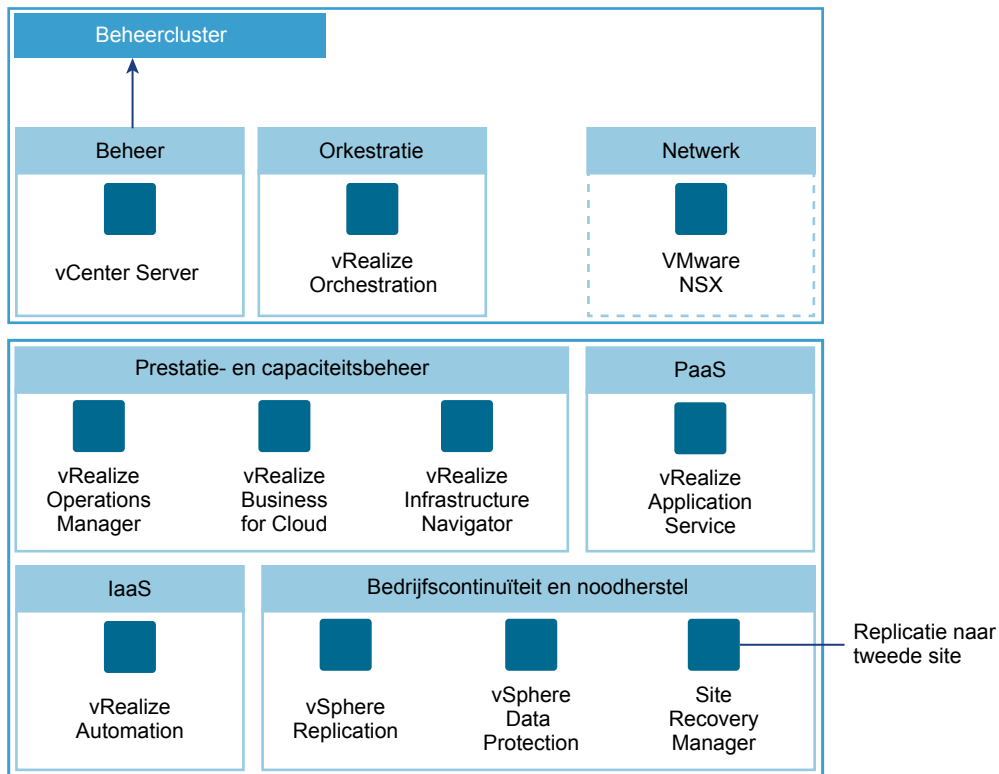 Beheercluster
Beheer
Orkestratie
Netwerk
vCenter Server
vRealize
Orchestration
VMware
NSX
Prestatie- en capaciteitsbeheer
PaaS
vRealize
Operations
Manager
vRealize
Business
for Cloud
vRealize
Infrastructure
Navigator
vRealize
Application
Service
IaaS
Bedrijfscontinuïteit en noodherstel
vRealize
Automation
vSphere
Replication
vSphere
Data
Protection
Site
Recovery
Manager
Replicatie naar
tweede site